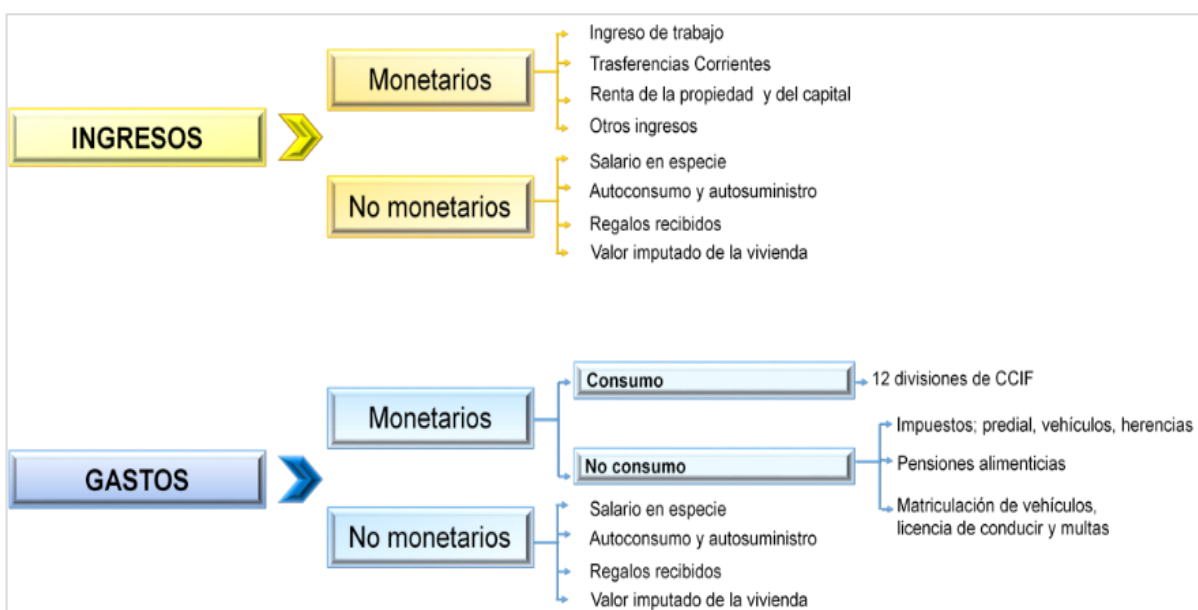 INGRESOS
Monetarios
Ingreso de trabajo
Trasferencias Corrientes
Renta de la propiedad y del capital
Otros ingresos
No monetarios
Salario en especie
Autoconsumo y autosuministro
Regalos recibidos
Valor imputado de la vivienda
GASTOS
Monetarios
Consumo
12 divisiones de CCIF
No consumo
Impuestos; predial, vehículos, herencias
Pensiones alimenticias
Matriculación de vehículos,
licencia de conducir y multas
No monetarios
Salario en especie
Autoconsumo y autosuministro
Regalos recibidos
Valor imputado de la vivienda